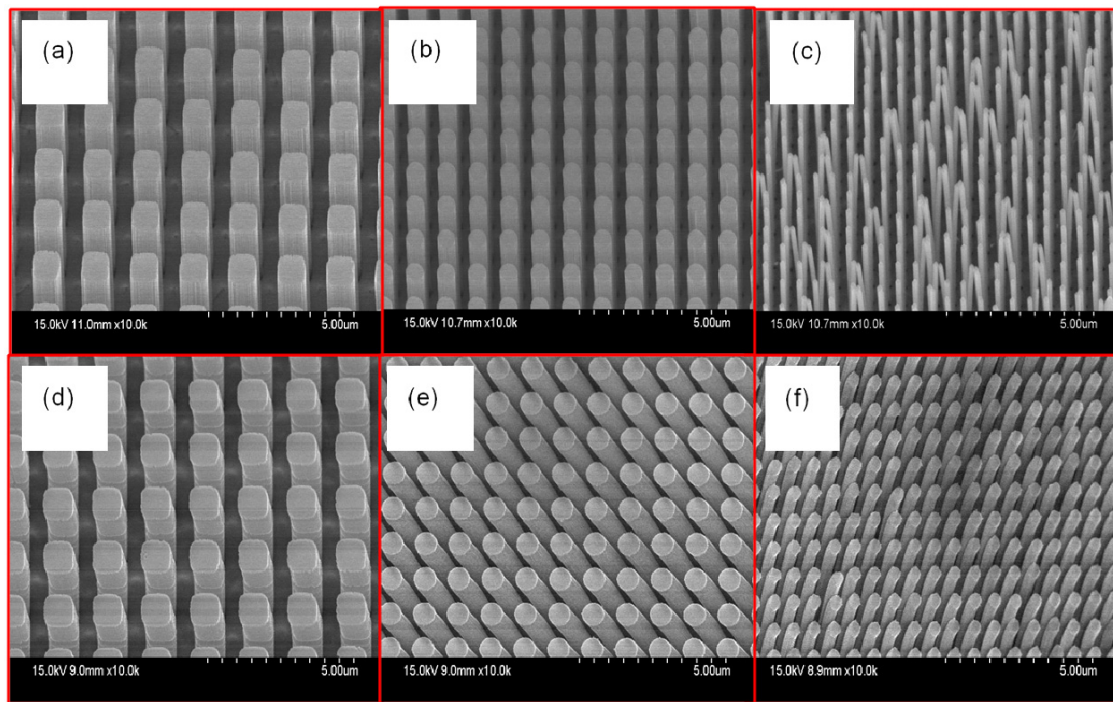 (a)
(b)
(c)
15.0kV 11.0mm x10.0k 5.00um
15.0kV 10.7mm x10.0k 5.00um
15.0kV 10.7mm x10.0k 5.00um
(d)
(e)
(f)
15.0kV 9.0mm x10.0k 5.00um
15.0kV 9.0mm x10.0k 5.00um
15.0kV 8.9mm x10.0k 5.00um